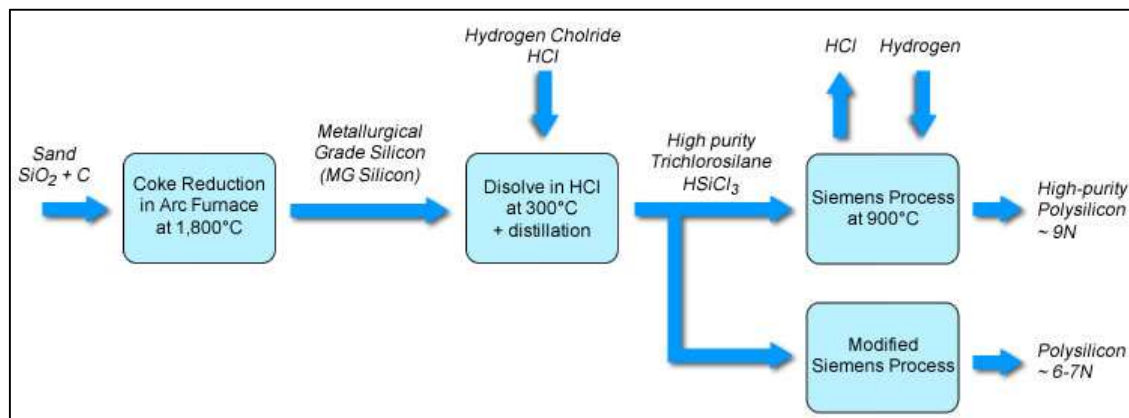 Hydrogen Cholride
HCl
HCl
Hydrogen
Sand
SiO2 + C
Coke Reduction
in Arc Furnace
at 1,800°C
Metallurgical
Grade Silicon
(MG Silicon)
Disolve in HCl
at 300°C
+ distillation
High purity
Trichlorosilane
HSiCl3
Siemens Process
at 900°C
High-purity
Polysilicon
~ 9N
Modified
Siemens Process
Polysilicon
~ 6-7N